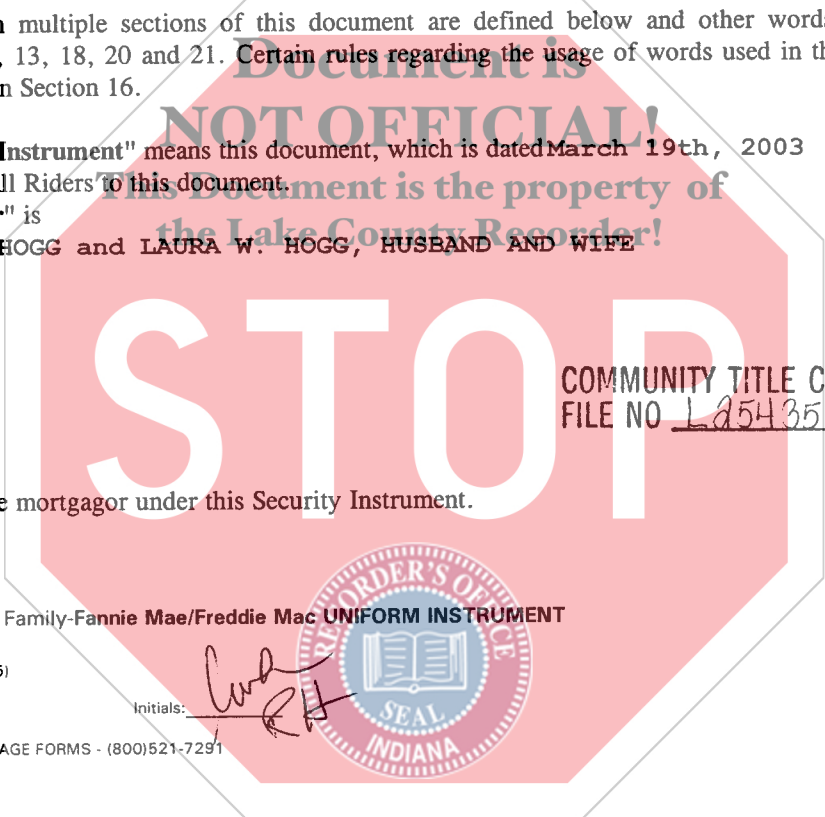 multiple sections of this document are defined below and other word
, 13, 18, 20 and 21. Certain rules regarding the usage of words used in th
n Section 16.
Document is
NOT OFFICIAL!
Instrument" means this document, which is dated March 19th, 2003
ll Riders to this document.
This Document is the property of
" is
the Lake County Recorder!
HOGG and LAURA W. HOGG, HUSBAND AND WIFE
STOP
COMMUNITY TITLE C
FILE NO L25435
e mortgagor under this Security Instrument.
Family-Fannie Mae/Freddie Mac UNIFORM INSTRUMENT
RECORDER'S OFFICE
SEAL
INDIANA
Initials:
RH
AGE FORMS - (800)521-7291